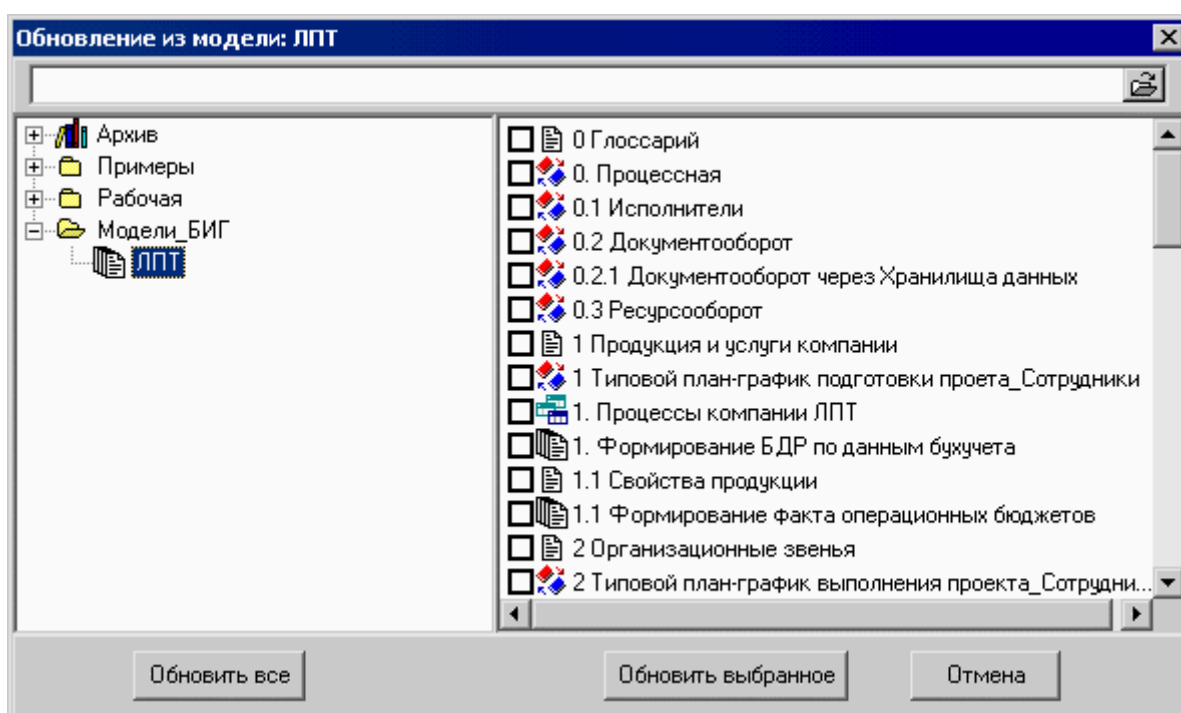 Обновление из модели: ЛПТ
Архив
Примеры
Рабочая
Модели_БИГ
ЛПТ
0 Глоссарий
0. Процессная
0.1 Исполнители
0.2 Документооборот
0.2.1 Документооборот через Хранилища данных
0.3 Ресурсооборот
1 Продукция и услуги компании
1 Типовой план-график подготовки проета_Сотрудники
1. Процессы компании ЛПТ
1. Формирование БДР по данным бухучета
1.1 Свойства продукции
1.1 Формирование факта операционных бюджетов
2 Организационные звенья
2 Типовой план-график выполнения проекта_Сотрудни...
Обновить все
Обновить выбранное
Отмена